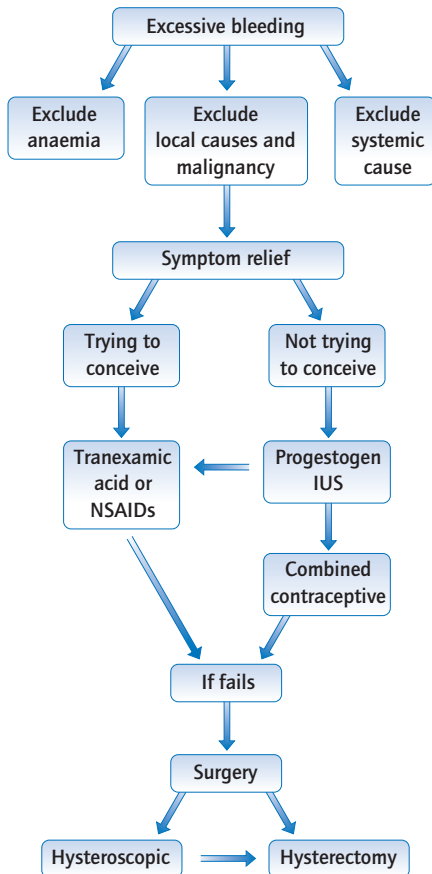 Excessive bleeding
Exclude
anaemia
Exclude
local causes and
malignancy
Exclude
systemic
cause
Symptom relief
Trying to
conceive
Not trying
to conceive
Tranexamic
acid or
NSAIDs
Progestogen
IUS
Combined
contraceptive
If fails
Surgery
Hysteroscopic
Hysterectomy